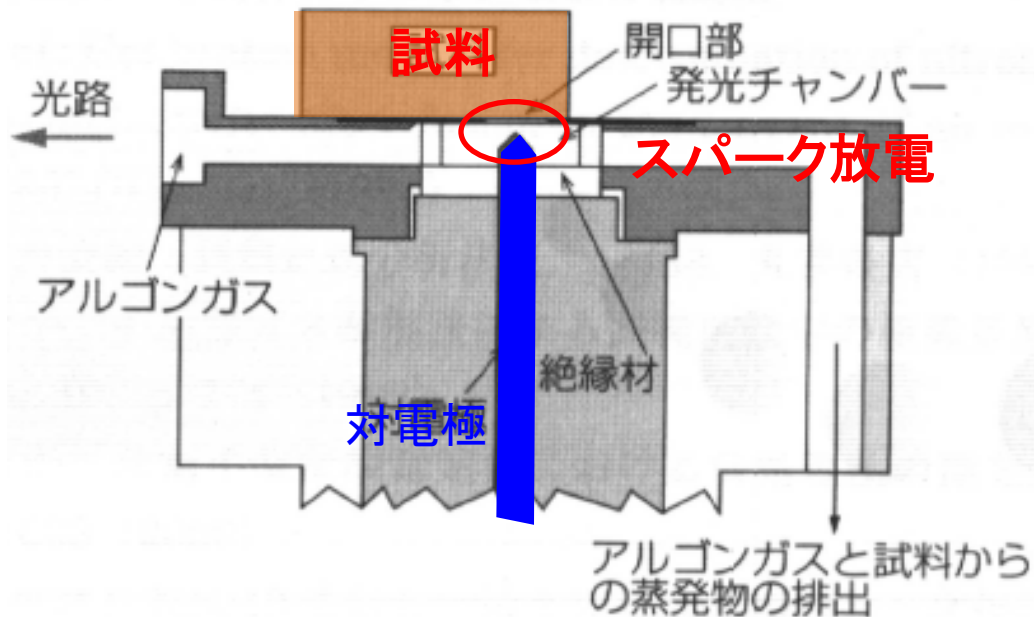 試料
開口部
発光チャンバー
光路
スパーク放電
アルゴンガス
絶縁材
対電極
アルゴンガスと試料から
の蒸発物の排出